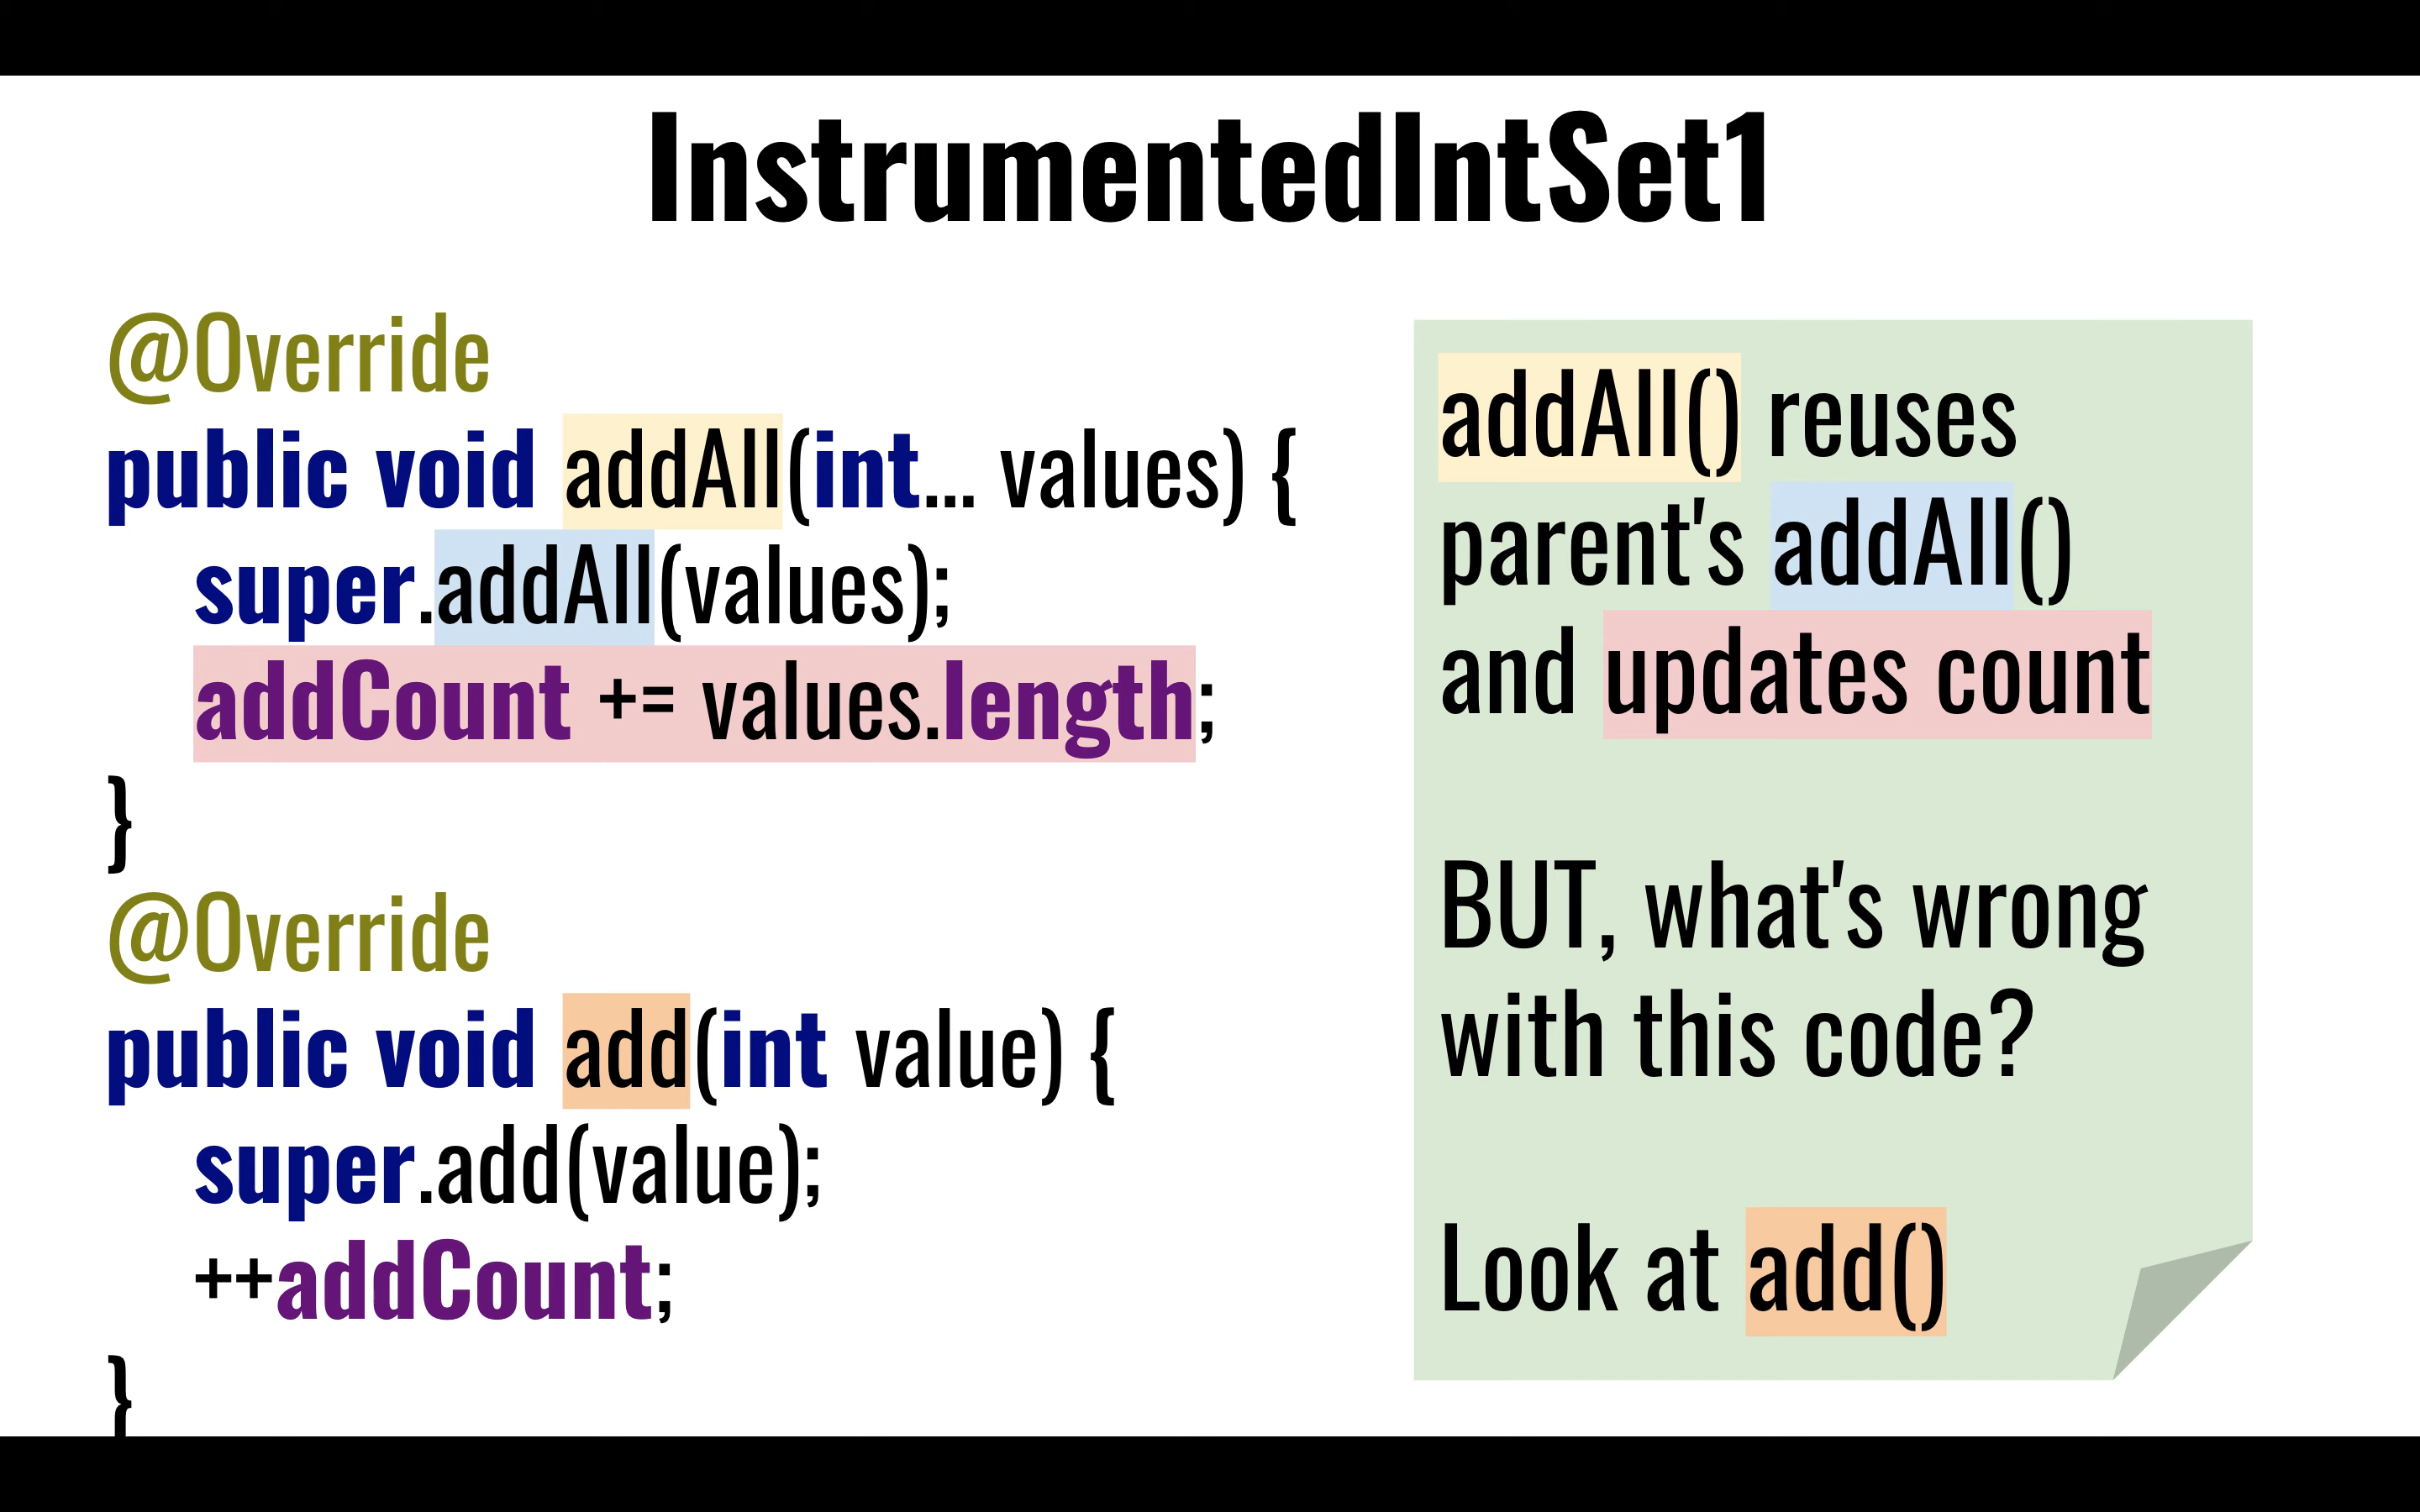 InstrumentedIntSet1
@Override
public void addAll(int... values) {
super.addAll(values);
addCount += values.length;
}
@Override
public void add(int value) {
super.add(value);
++addCount;
}
addAll() reuses
parent's addAll()
and updates count
BUT, what's wrong
with this code?
Look at add()